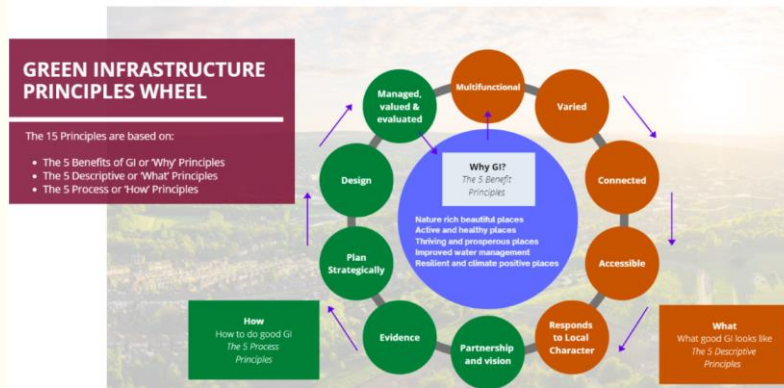 GREEN INFRASTRUCTURE
PRINCIPLES WHEEL
The 15 Principles are based on:
• The 5 Benefits of GI or 'Why' Principles
• The 5 Descriptive or 'What' Principles
• The 5 Process or 'How' Principles
Multifunctional
Varied
Connected
Accessible
Responds
to Local
Character
Partnership
and vision
Evidence
Plan
Strategically
Design
Managed,
valued &
evaluated
Why GI?
The 5 Benefit
Principles
Nature rich beautiful places
Active and healthy places
Thriving and prosperous places
Improved water management
Resilient and climate positive places
How
How to do good GI
The 5 Process
Principles
What
What good GI looks like
The 5 Descriptive
Principles